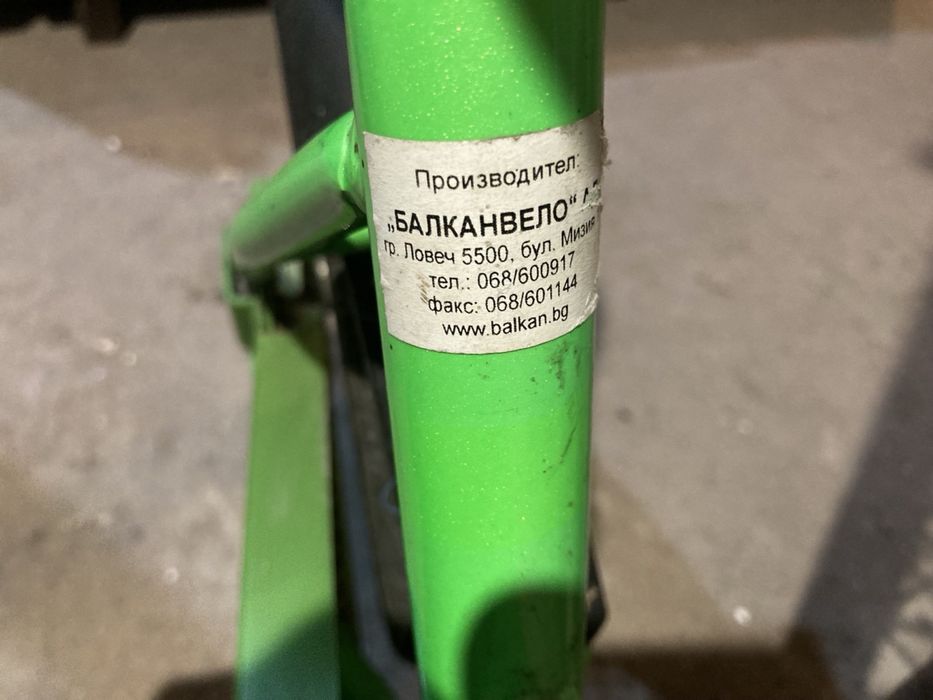 Производител:
„БАЛКАНВЕЛО“
гр. Ловеч 5500, бул. Мизия
тел.: 068/600917
факс: 068/601144
www.balkan.bg